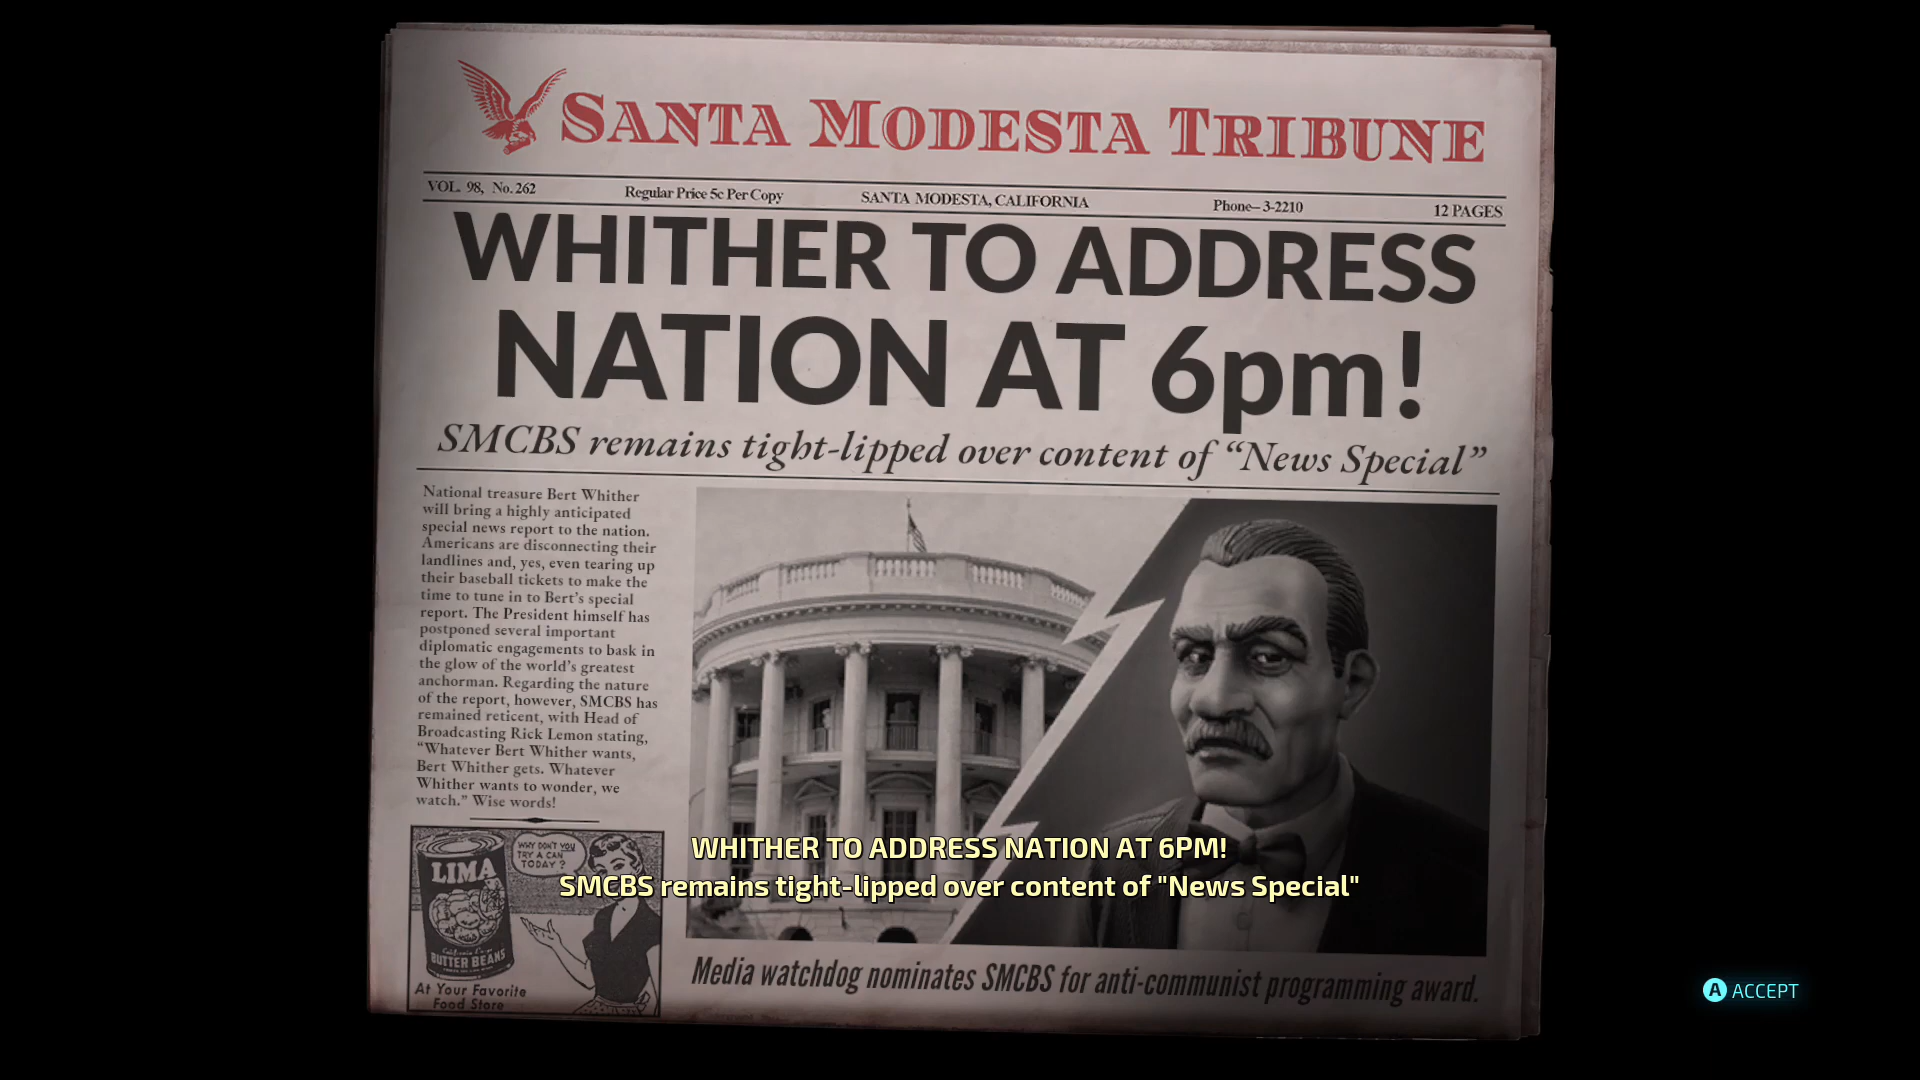 SANTA MODESTA TRIBUNE
VOL. 98, No. 262 Regular Price 5c Per Copy SANTA MODESTA, CALIFORNIA Phone–3-2210 12 PAGES
WHITHER TO ADDRESS
NATION AT 6pm!
SMCBS remains tight-lipped over content of “News Special”
National treasure Bert Whither
will bring a highly anticipated
special news report to the nation.
Americans are disconnecting their
landlines and, yes, even tearing up
their baseball tickets to make the
time to tune in to Bert’s special
report. The President himself has
postponed several important
diplomatic engagements to bask in
the glow of the world’s greatest
anchorman. Regarding the nature
of the report, however, SMCBS has
remained reticent, with Head of
Broadcasting Rick Lemon stating,
“Whatever Bert Whither wants,
Bert Whither gets. Whatever
Whither wants to wonder, we
watch.” Wise words!
WHY DON'T YOU
TRY A CAN
TODAY?
LIMA
BUTTER BEANS
At Your Favorite
Food Store
WHITHER TO ADDRESS NATION AT 6PM!
SMCBS remains tight-lipped over content of "News Special"
Media watchdog nominates SMCBS for anti-communist programming award.
A ACCEPT